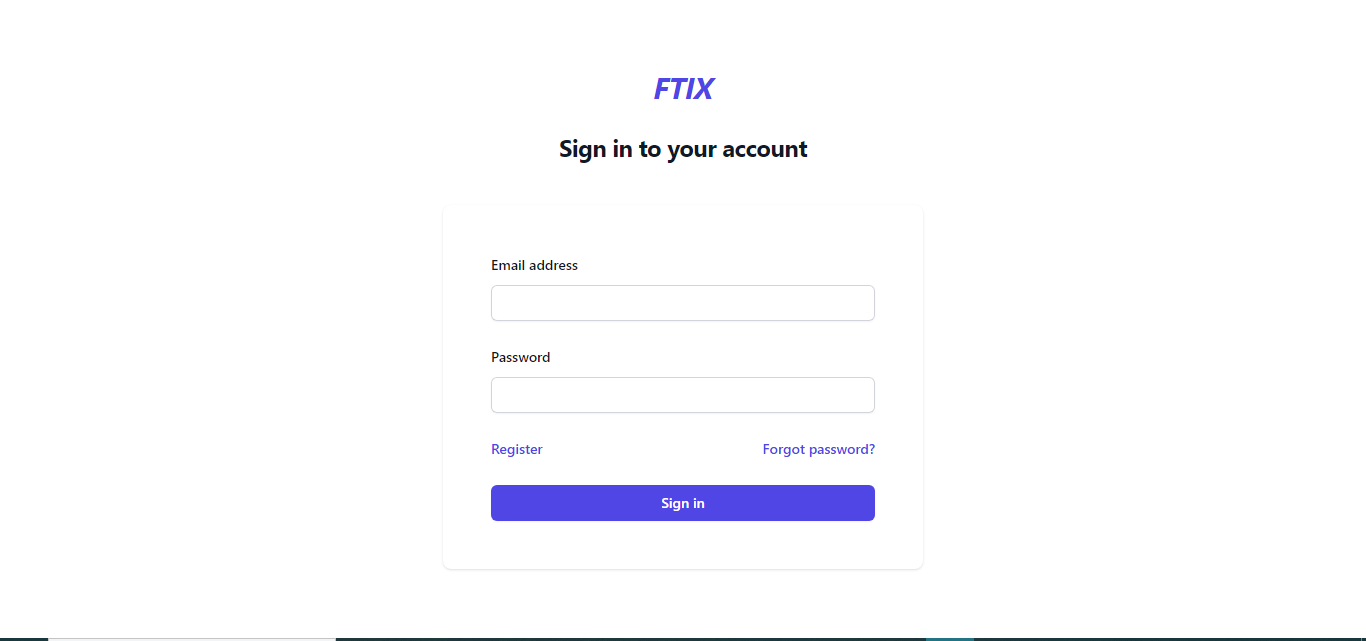 FTIX
Sign in to your account
Email address
Password
Register
Forgot password?
Sign in